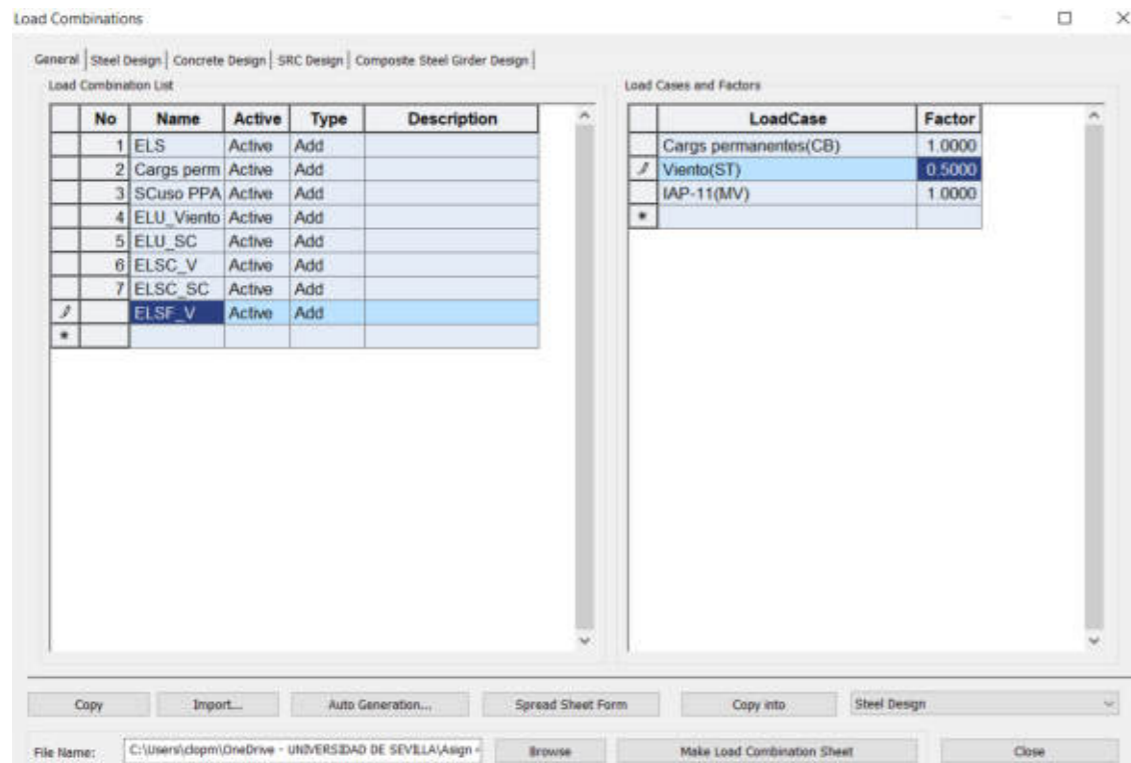 Load Combinations
General Steel Design Concrete Design SRC Design Composite Steel Girder Design
Load Combination List
No Name Active Type Description
1 ELS Active Add
2 Cargs perm Active Add
3 SCuso PPA Active Add
4 ELU_Viento Active Add
5 ELU_SC Active Add
6 ELSC_V Active Add
7 ELSC_SC Active Add
ELSF_V Active Add
*
Load Cases and Factors
LoadCase Factor
Cargs permanentes(CB) 1.0000
Viento(ST) 0.5000
IAP-11(MV) 1.0000
*
Copy Import... Auto Generation... Spread Sheet Form Copy into Steel Design
File Name: C:\Users\clopm\OneDrive - UNIVERSIDAD DE SEVILLA\Asign Browse Make Load Combination Sheet Close